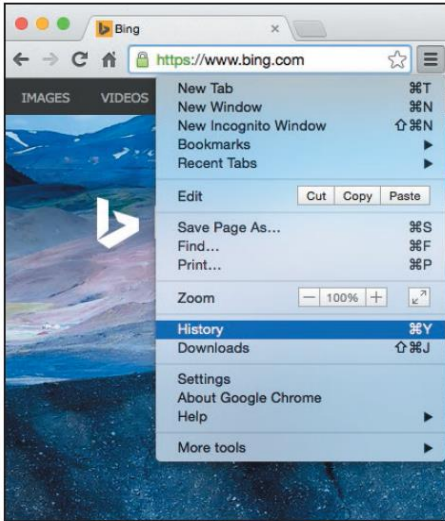 Bing
https://www.bing.com
IMAGES VIDEOS
New Tab ⌘T
New Window ⌘N
New Incognito Window ⇧⌘N
Bookmarks
Recent Tabs
Edit Cut Copy Paste
Save Page As... ⌘S
Find... ⌘F
Print... ⌘P
Zoom — 100% +
History ⌘Y
Downloads ⇧⌘J
Settings
About Google Chrome
Help
More tools